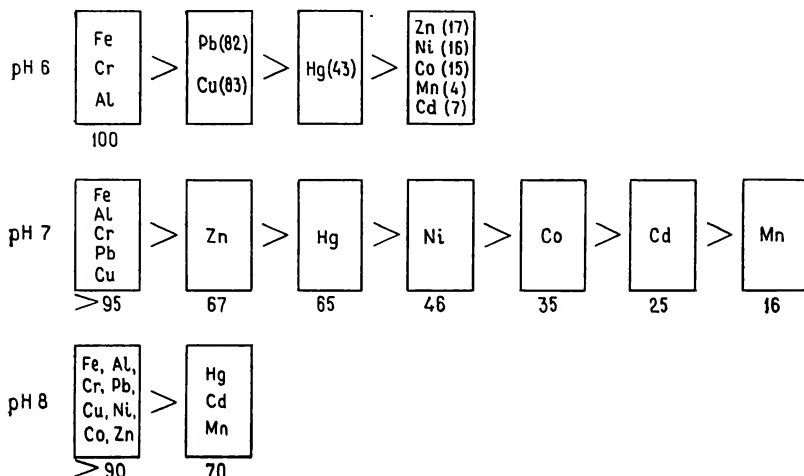 pH 6
Fe
Cr
Al
100
>
Pb(82)
Cu(83)
>
Hg(43)
>
Zn (17)
Ni (16)
Co (15)
Mn (4)
Cd (7)
pH 7
Fe
Al
Cr
Pb
Cu
> 95
>
Zn
67
>
Hg
65
>
Ni
46
>
Co
35
>
Cd
25
>
Mn
16
pH 8
Fe, Al,
Cr, Pb,
Cu, Ni,
Co, Zn
> 90
>
Hg
Cd
Mn
70